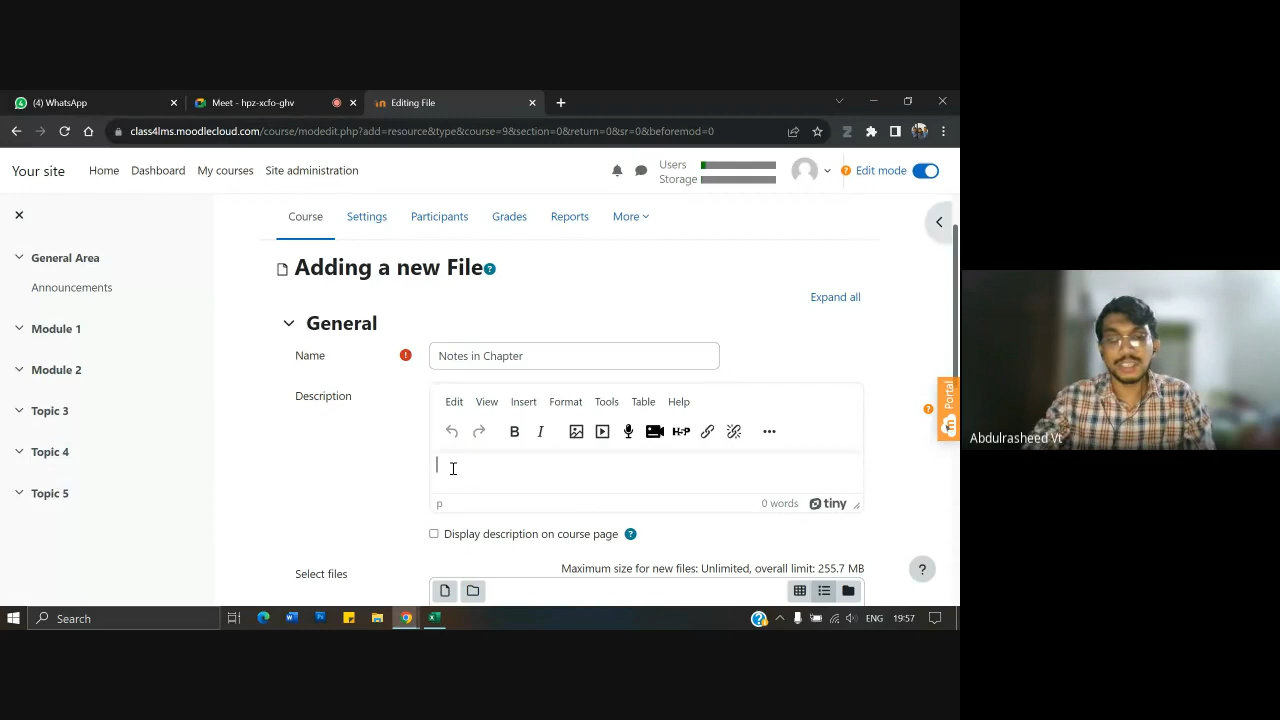 (4) WhatsApp
Meet - hpz-xcfo-ghv
Editing File
class4lms.moodlecloud.com/course/modedit.php?add=resource&type&course=9&section=0&return=0&sr=0&beforemod=0
Your site
Home
Dashboard
My courses
Site administration
Users
Storage
Edit mode
Course
Settings
Participants
Grades
Reports
More
General Area
Announcements
Module 1
Module 2
Topic 3
Topic 4
Topic 5
Adding a new File
Expall all
General
Name
Notes in Chapter
Description
Edit View Insert Format Tools Table Help
B I H-P
p
0 words
tiny
Display description on course page
Select files
Maximum size for new files: Unlimited, overall limit: 255.7 MB
Portal
Abdulrasheed Vt
Search
ENG
19:57